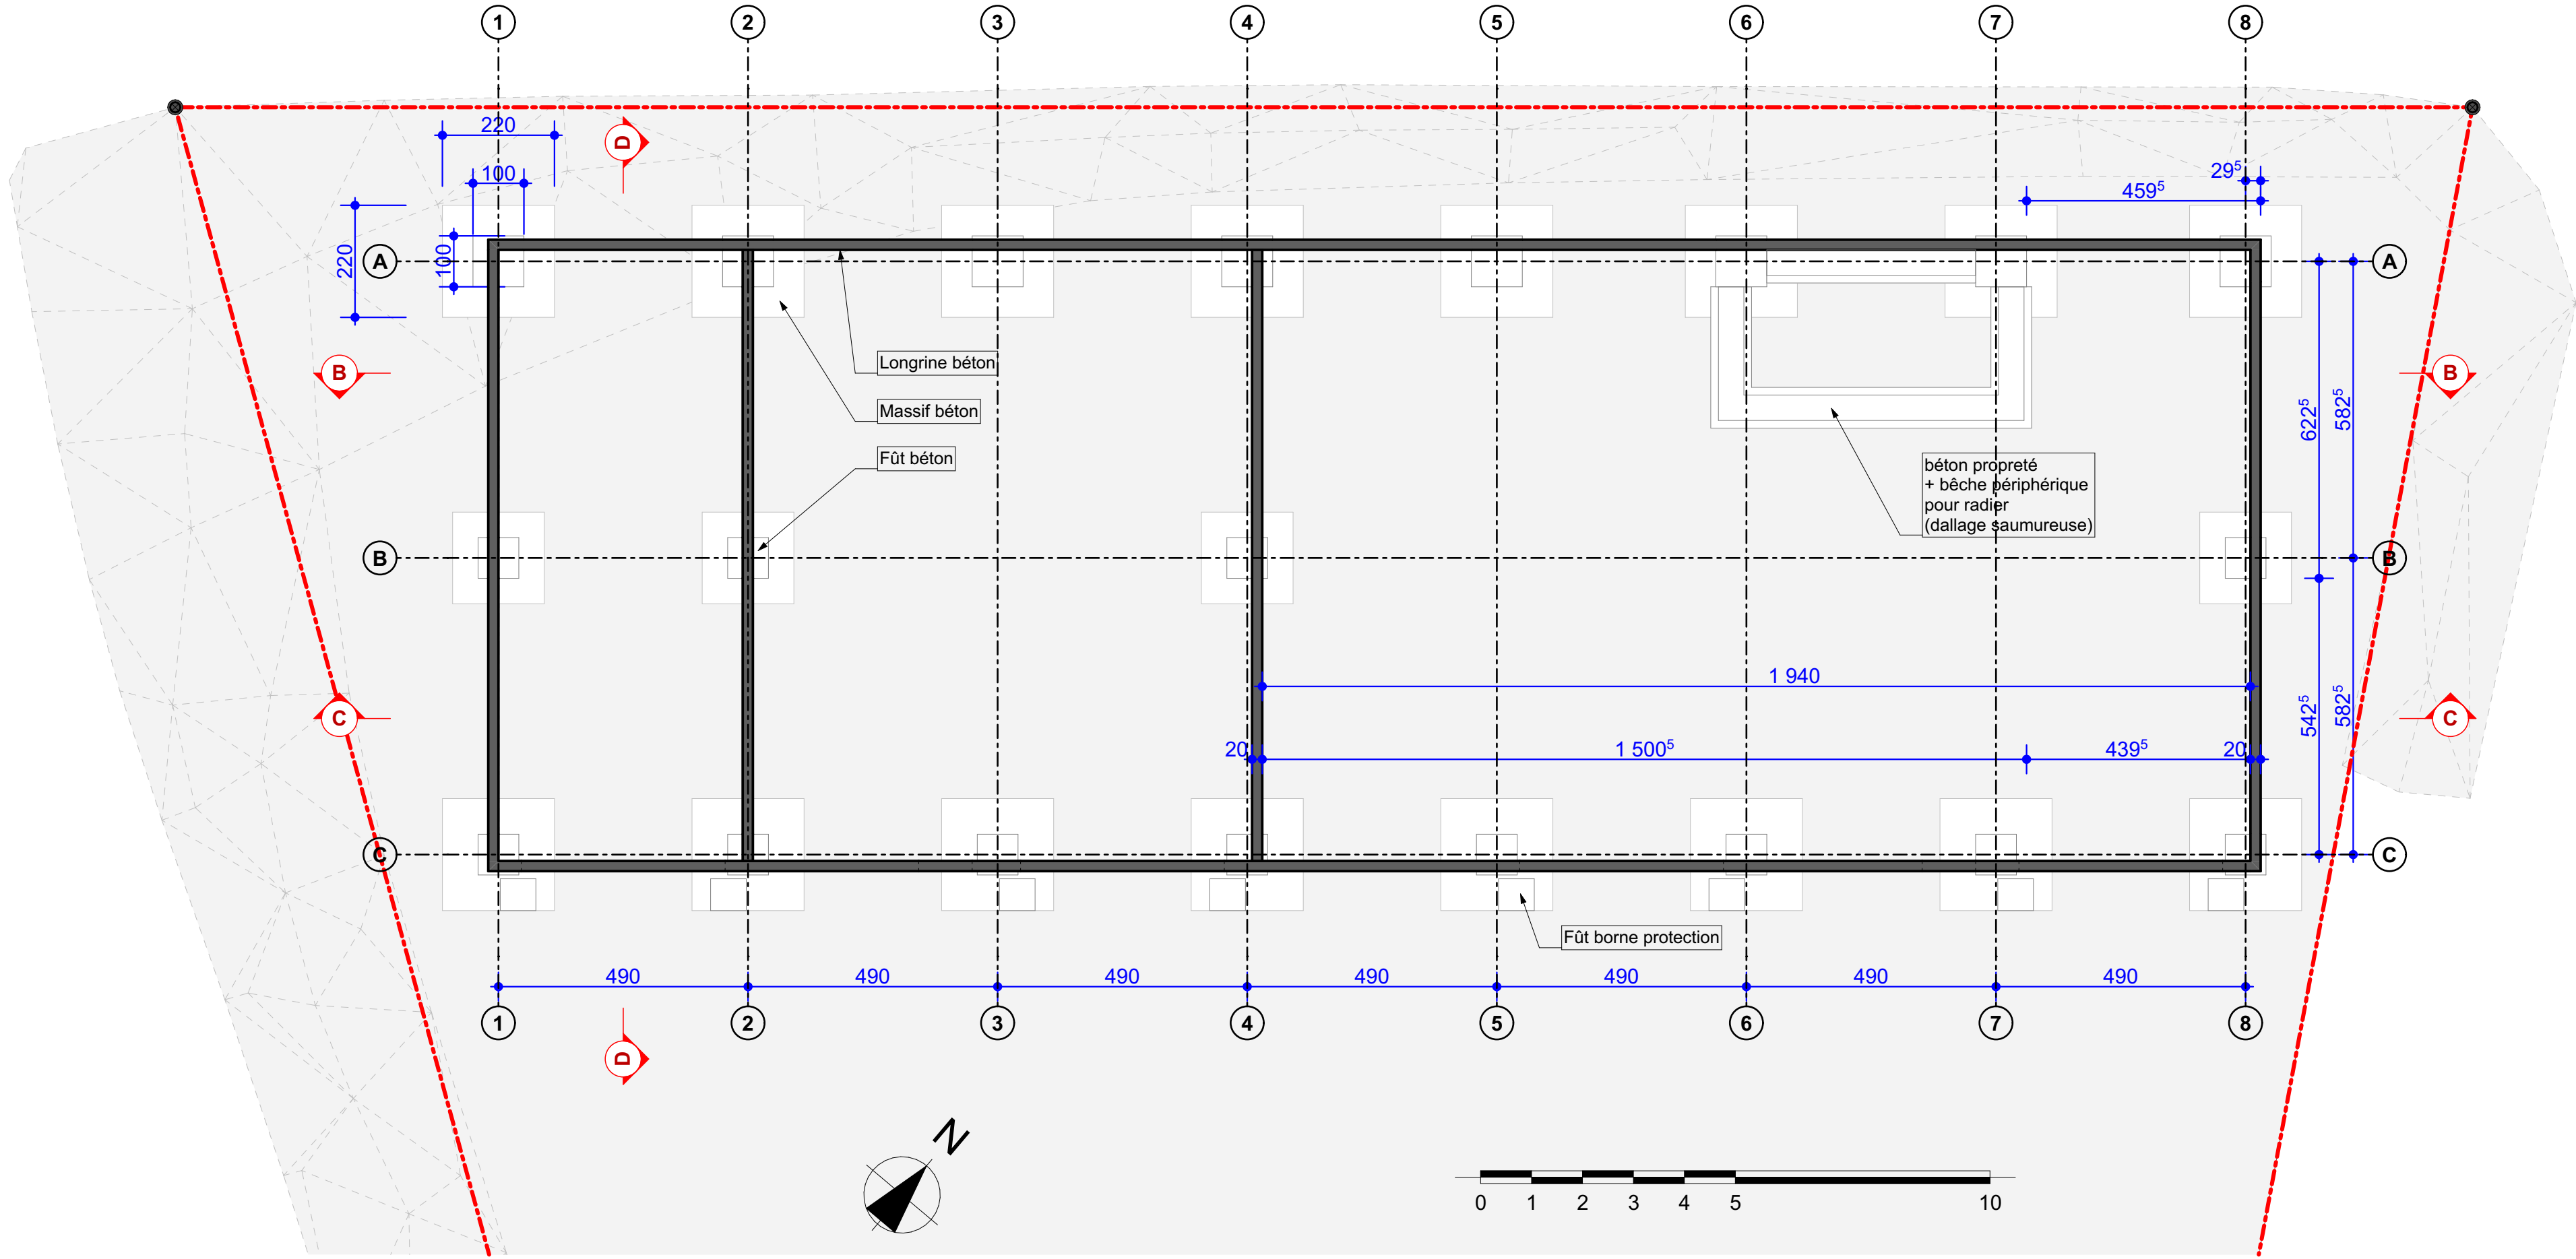 1 2 3 4 5 6 7 8
220
D
29⁵
100
459⁵
220
100
A
A
B
B
Longrine béton
622⁵
582⁵
Massif béton
Fût béton
béton propreté
+ bêche périphérique
pour radier
(dallage saumureuse)
B
B
1 940
C
C
542⁵
582⁵
20
1 500⁵
439⁵
20
C
C
Fût borne protection
490 490 490 490 490 490 490
1 2 3 4 5 6 7 8
D
N
0 1 2 3 4 5 10